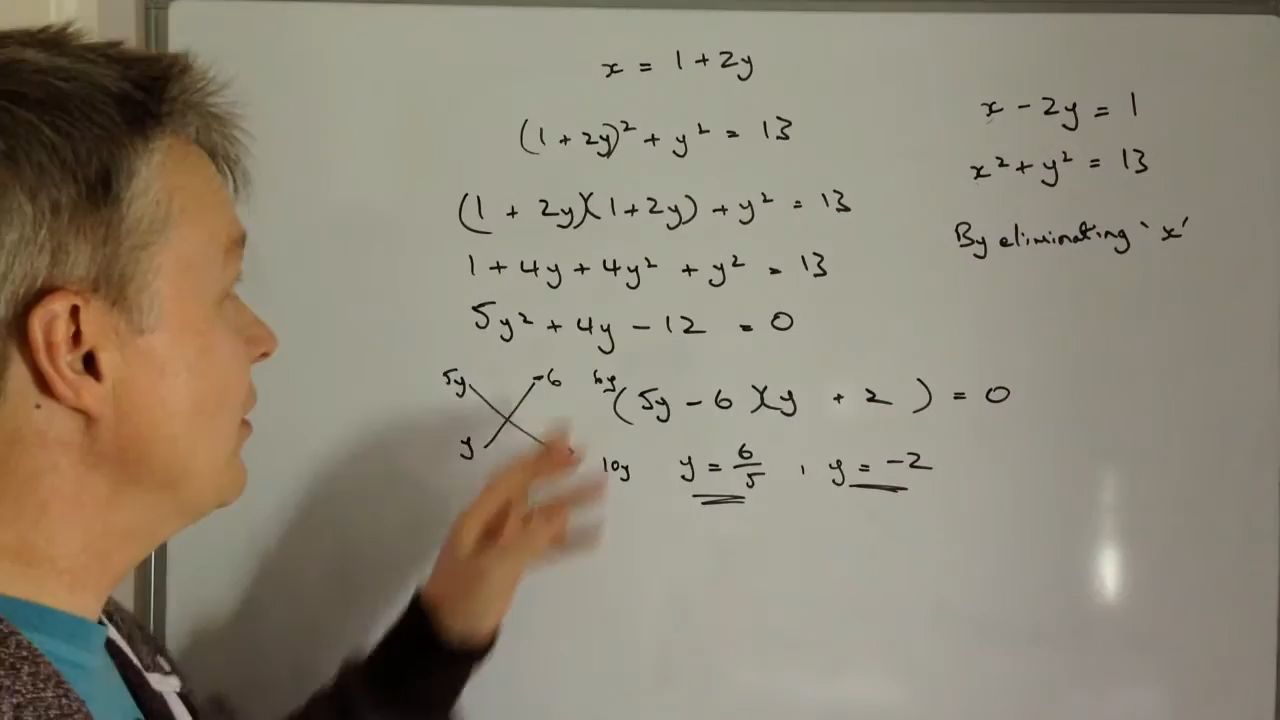 x = 1 + 2y
(1 + 2y)² + y² = 13
(1 + 2y)(1 + 2y) + y² = 13
1 + 4y + 4y² + y² = 13
5y² + 4y - 12 = 0
5y -6 6y (5y - 6)(y + 2) = 0
y 10y y = 6/5 , y = -2
x - 2y = 1
x² + y² = 13
By eliminating 'x'